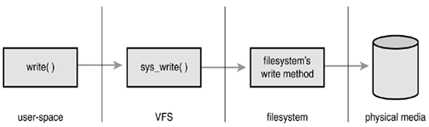 write( )
sys_write( )
filesystem's
write method
user-space
VFS
filesystem
physical media